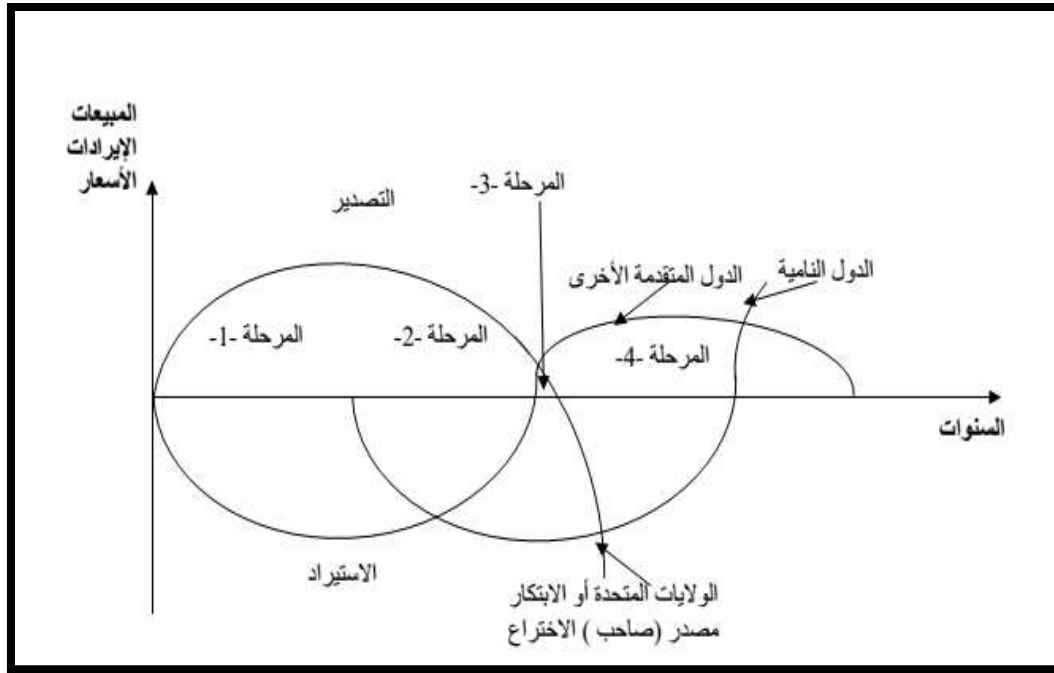 المبيعات
الإيرادات
الأسعار
التصدير
المرحلة -3-
الدول المتقدمة الأخرى
الدول النامية
المرحلة -1-
المرحلة -2-
المرحلة -4-
السنوات
الاستيراد
الولايات المتحدة أو الابتكار
مصدر (صاحب ) الاختراع